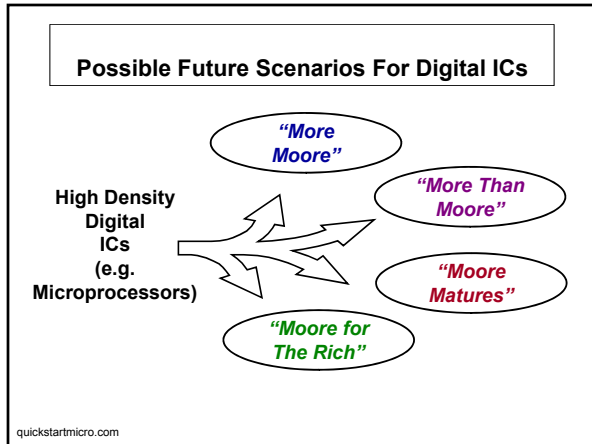 Possible Future Scenarios For Digital ICs
“More
Moore”
“More Than
Moore”
High Density
Digital
ICs
(e.g.
Microprocessors)
“Moore
Matures”
“Moore for
The Rich”
quickstartmicro.com